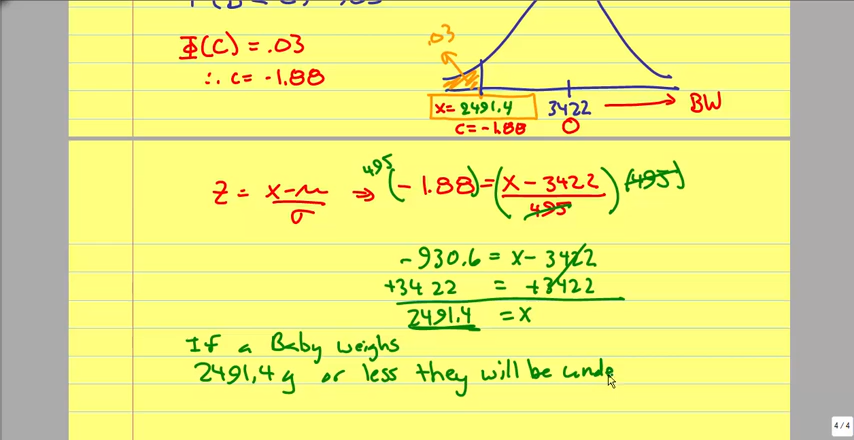 Φ(C) = .03
.03
∴ c = -1.88
x = 2491.4
3422
BW
c = -1.88
0
Z = x-μ/σ ⇒ 495(-1.88) = (x-3422/495)(495)
-930.6 = x - 3422
+3422 = +3422
2491.4 = x
If a Baby weighs
2491.4 g or less they will be unde
4/4